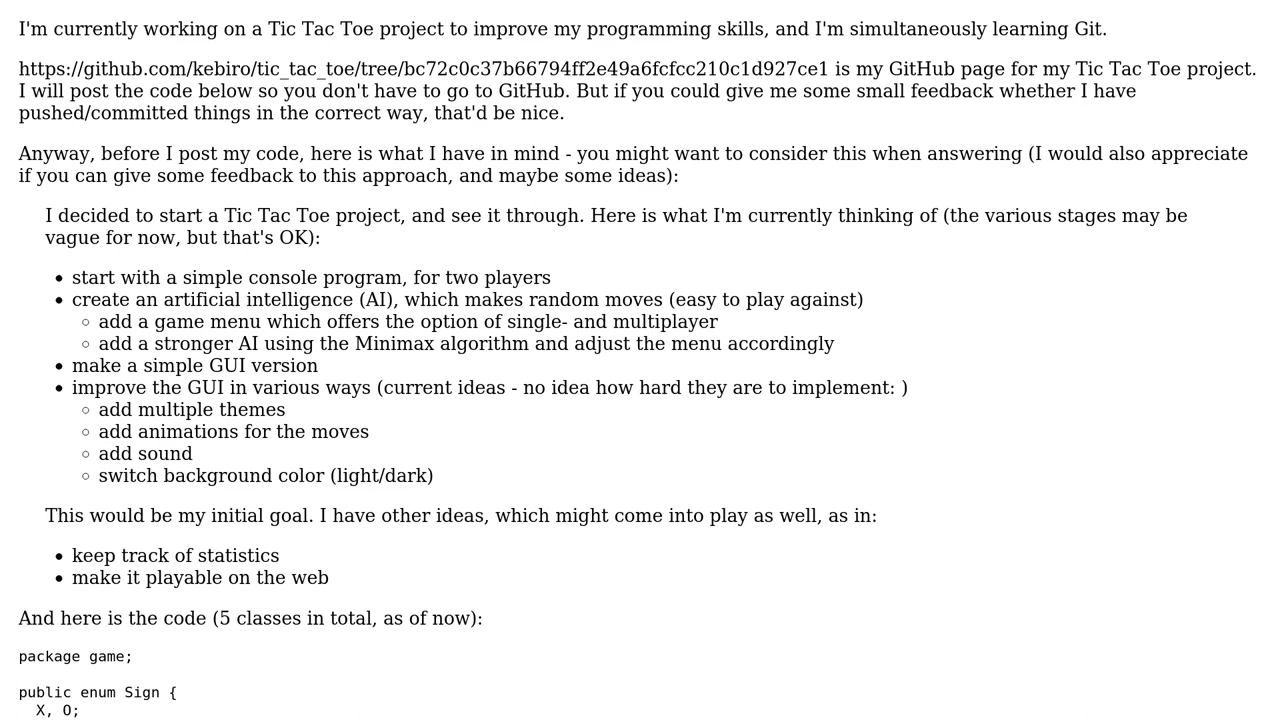 I'm currently working on a Tic Tac Toe project to improve my programming skills, and I'm simultaneously learning Git.
https://github.com/kebiro/tic_tac_toe/tree/bc72c0c37b66794ff2e49a6fcfcc210c1d927ce1 is my GitHub page for my Tic Tac Toe project.
I will post the code below so you don't have to go to GitHub. But if you could give me some small feedback whether I have
pushed/committed things in the correct way, that'd be nice.
Anyway, before I post my code, here is what I have in mind - you might want to consider this when answering (I would also appreciate
if you can give some feedback to this approach, and maybe some ideas):
I decided to start a Tic Tac Toe project, and see it through. Here is what I'm currently thinking of (the various stages may be
vague for now, but that's OK):
• start with a simple console program, for two players
• create an artificial intelligence (AI), which makes random moves (easy to play against)
◦ add a game menu which offers the option of single- and multiplayer
◦ add a stronger AI using the Minimax algorithm and adjust the menu accordingly
• make a simple GUI version
• improve the GUI in various ways (current ideas - no idea how hard they are to implement: )
◦ add multiple themes
◦ add animations for the moves
◦ add sound
◦ switch background color (light/dark)
This would be my initial goal. I have other ideas, which might come into play as well, as in:
• keep track of statistics
• make it playable on the web
And here is the code (5 classes in total, as of now):
package game;
public enum Sign {
  X, O;